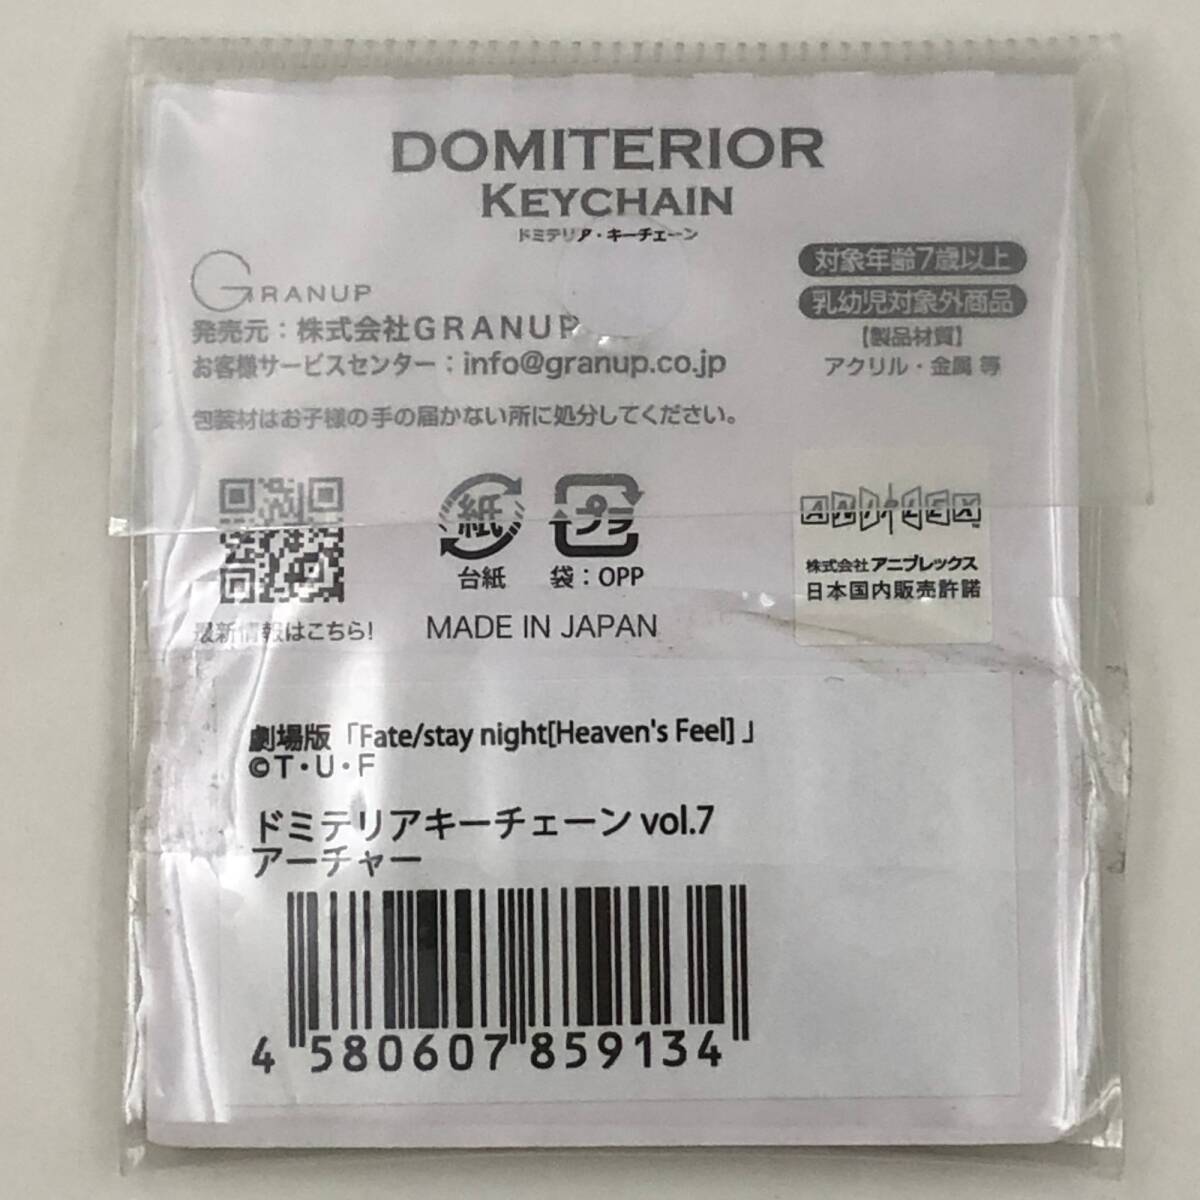 DOMITERIOR
KEYCHAIN
ドミテリア・キーチェーン
GRANUP
発売元：株式会社GRANUP
お客様サービスセンター：info@granup.co.jp
包装材はお子様の手の届かない所に処分してください。
対象年齢7歳以上
乳幼児対象外商品
【製品材質】
アクリル・金属 等
最新情報はこちら!
紙
台紙
プラ
袋：OPP
MADE IN JAPAN
ANIPLEX
株式会社 アニプレックス
日本国内販売許諾
劇場版「Fate/stay night[Heaven's Feel]」
©T・U・F
ドミテリアキーチェーン vol.7
アーチャー
4 580607 859134